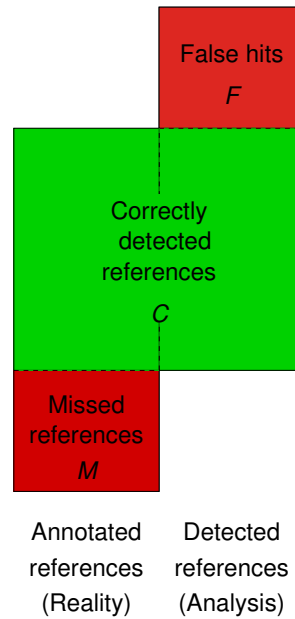 False hits
F
Correctly
detected
references
C
Missed
references
M
Annotated
references
(Reality)
Detected
references
(Analysis)